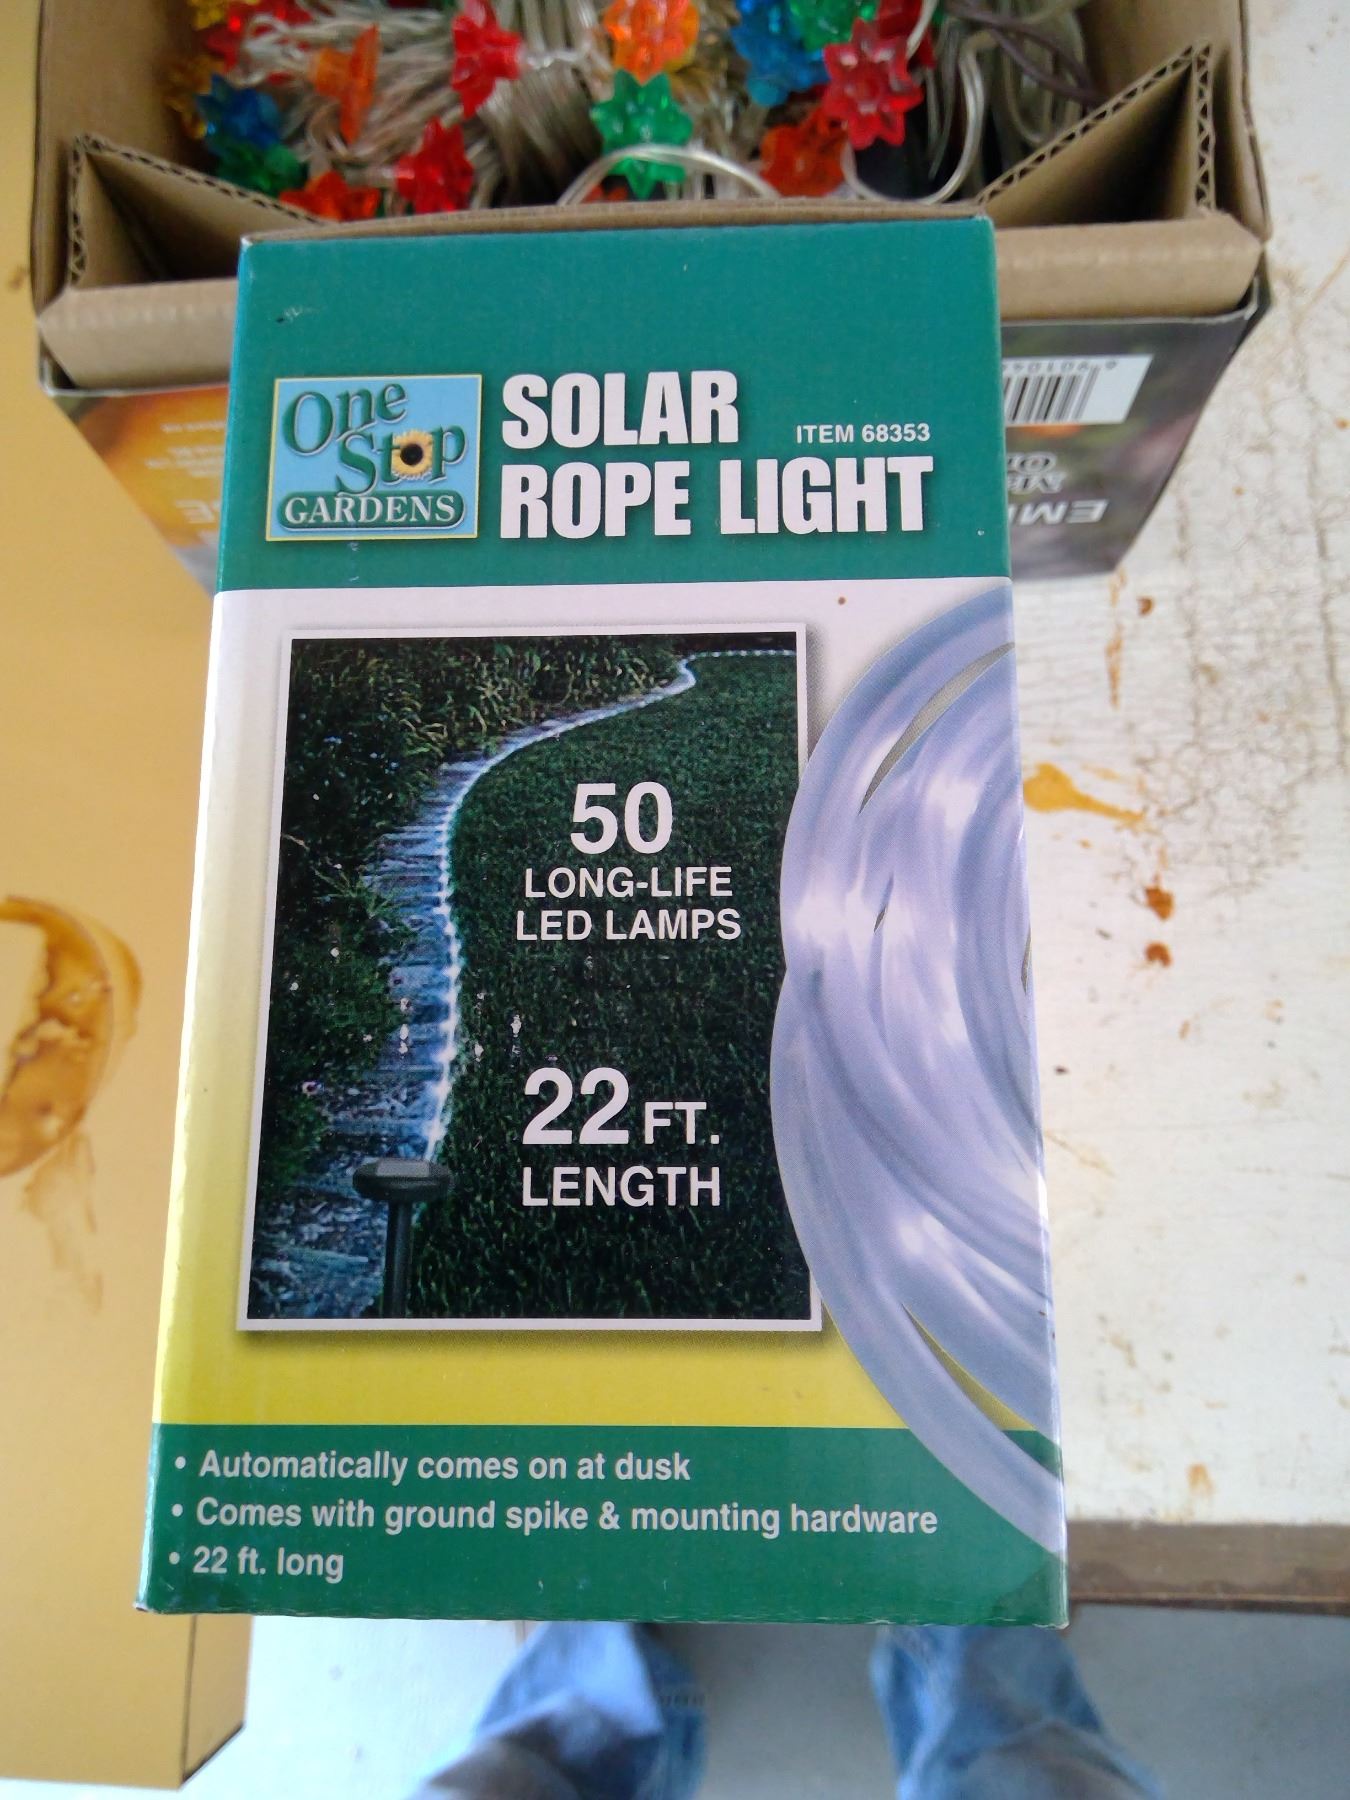 One
Stop
GARDENS
SOLAR
ITEM 68353
ROPE LIGHT
50
LONG-LIFE
LED LAMPS
22 FT.
LENGTH
• Automatically comes on at dusk
• Comes with ground spike & mounting hardware
• 22 ft. long